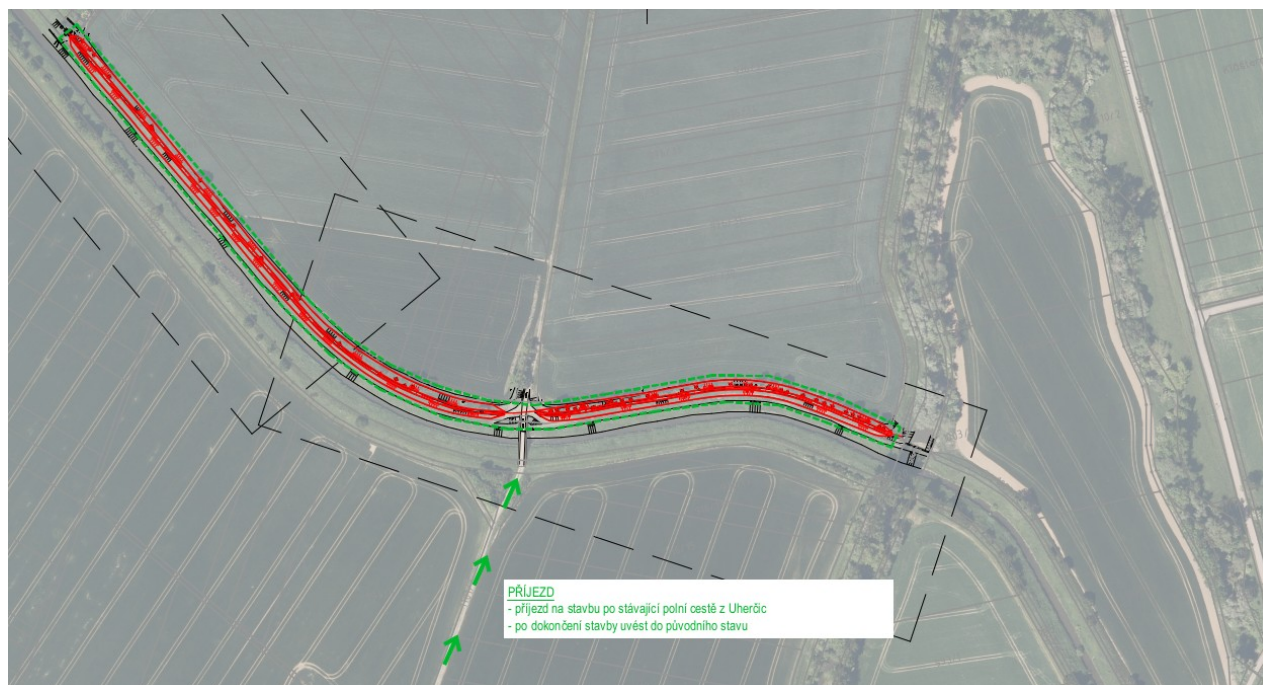 PŘÍJEZD
- příjezd na stavbu po stávající polní cestě z Uherčic
- po dokončení stavby uvést do původního stavu